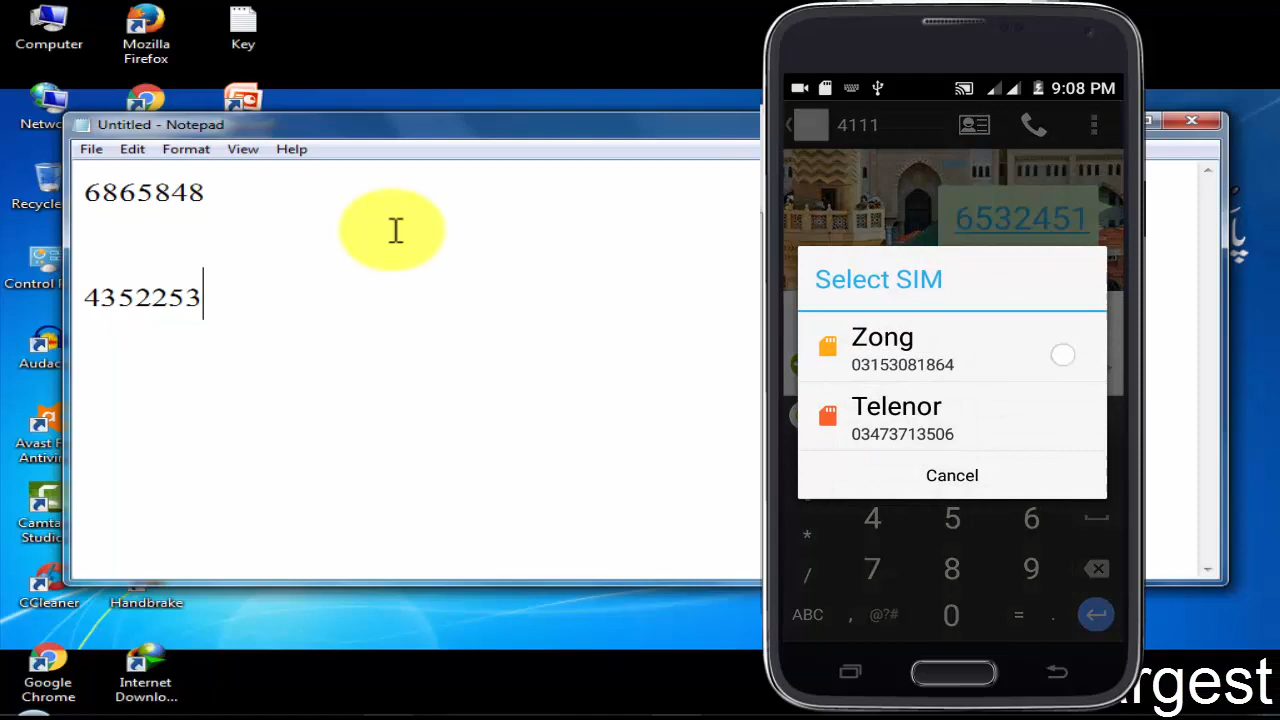 Computer
Mozilla
Firefox
Key
Netwo
Recycle
Control P
Audac
Avast F
Antivir
Camta
Studio
CCleaner
Handbrake
Google
Chrome
Internet
Downlo...
Untitled - Notepad
File Edit Format View Help
6865848
4352253
9:08 PM
4111
6532451
Select SIM
Zong
03153081864
Telenor
03473713506
Cancel
4 5 6
*
7 8 9
/
ABC , @?# 0 = .
rgest